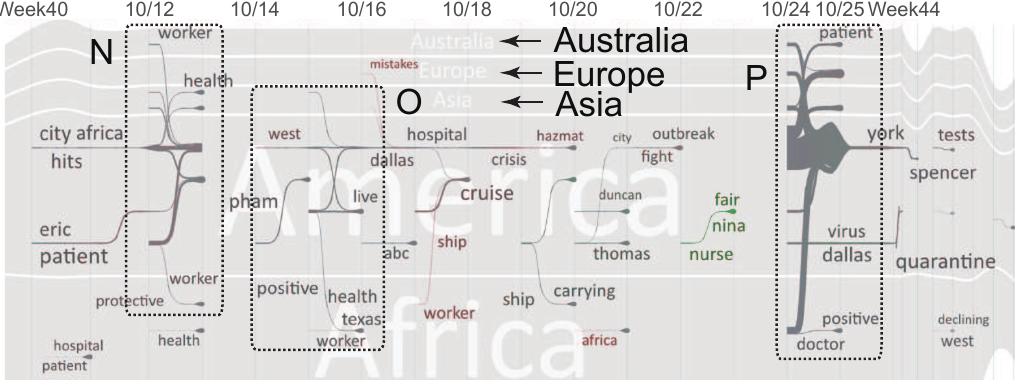 Week40 10/12 10/14 10/16 10/18 10/20 10/22 10/24 10/25 Week44
N
O
P
Australia Australia
Europe Europe
Asia Asia
America
Africa
worker
health
city africa
hits
eric
patient
worker
protective
health
hospital
patient
west
pham
positive
live
dallas
health
texas
worker
mistakes
hospital
crisis
cruise
ship
abc
worker
hazmat
city
outbreak
fight
duncan
thomas
ship
carrying
africa
fair
nina
nurse
patient
york
tests
spencer
virus
dallas
quarantine
positive
doctor
declining
west